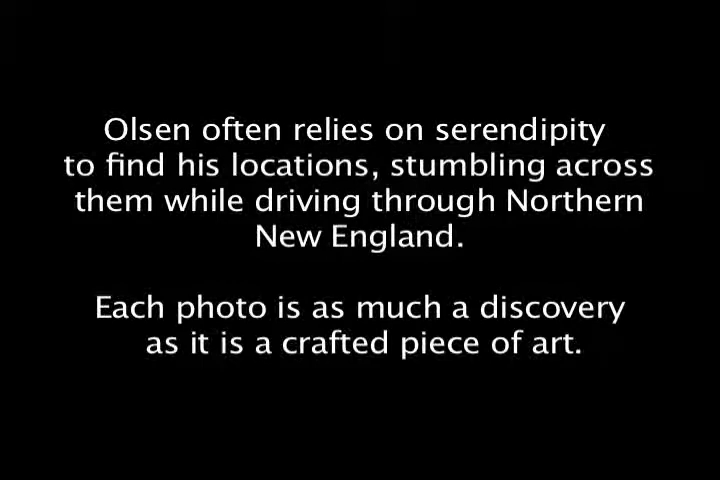 Olsen often relies on serendipity
to find his locations, stumbling across
them while driving through Northern
New England.
Each photo is as much a discovery
as it is a crafted piece of art.